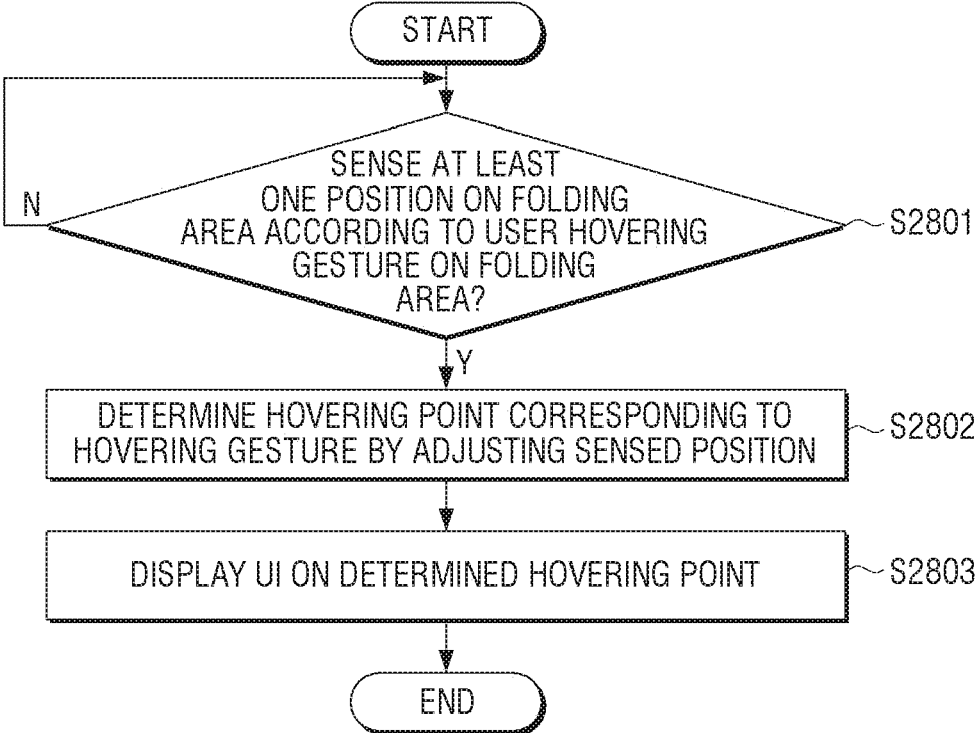 START
SENSE AT LEAST
ONE POSITION ON FOLDING
N
AREA ACCORDING TO USER HOVERING
S2801
GESTURE ON FOLDING
AREA?
Y
DETERMINE HOVERING POINT CORRESPONDING TO
HOVERING GESTURE BY ADJUSTING SENSED POSITION
S2802
DISPLAY UI ON DETERMINED HOVERING POINT
S2803
END